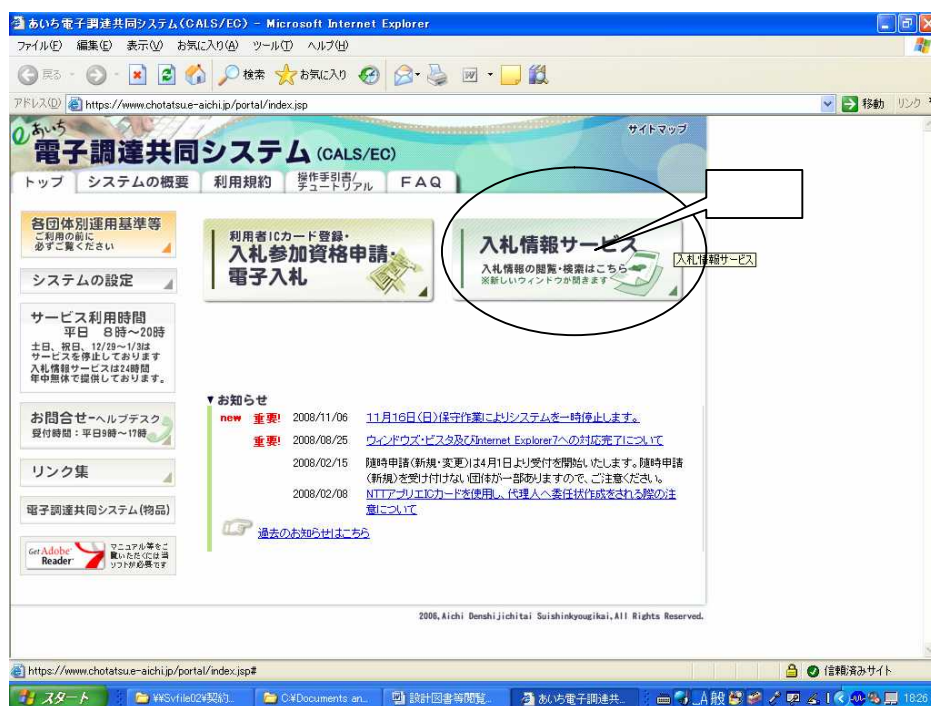 あいち電子調達共同システム(CALS/EC) - Microsoft Internet Explorer
ファイル(F) 編集(E) 表示(V) お気に入り(A) ツール(T) ヘルプ(H)
戻る 検索 お気に入り
アドレス(D) https://www.chotatsu.e-aichi.jp/portal/index.jsp 移動 リンク
あいち
電子調達共同システム (CALS/EC)
サイトマップ
トップ システムの概要 利用規約 操作手引書/チュートリアル FAQ
各団体別運用基準等
ご利用の前に
必ずご覧ください
システムの設定
サービス利用時間
平日 8時~20時
土日、祝日、12/29~1/3は
サービスを停止しております
入札情報サービスは24時間
年中無休で提供しております。
お問合せ-ヘルプデスク
受付時間:平日9時~17時
リンク集
電子調達共同システム(物品)
Get Adobe Reader
マニュアル等をご
覧いただくには当
ソフトが必要です
利用者ICカード登録・
入札参加資格申請・
電子入札
入札情報サービス
入札情報の閲覧・検索はこちら
※新しいウィンドウが開きます
入札情報サービス
▼お知らせ
new 重要! 2008/11/06 11月16日(日)保守作業によりシステムを一時停止します。
重要! 2008/08/25 ウィンドウズ・ビスタ及びInternet Explorer7への対応完了について
2008/02/15 随時申請(新規・変更)は4月1日より受付を開始いたします。随時申請
(新規)を受け付けない団体が一部ありますので、ご注意ください。
2008/02/08 NTTアプリエICカードを使用し、代理人へ委任状作成をされる際の注
意について
過去のお知らせはこちら
2006,Aichi Denshijichitai Suishinkyougikai,All Rights Reserved.
https://www.chotatsu.e-aichi.jp/portal/index.jsp# 信頼済みサイト
スタート ¥¥Svfile02¥契約... C:¥Documents an... 設計図書等閲覧... あいち電子調達共... A般 18:26